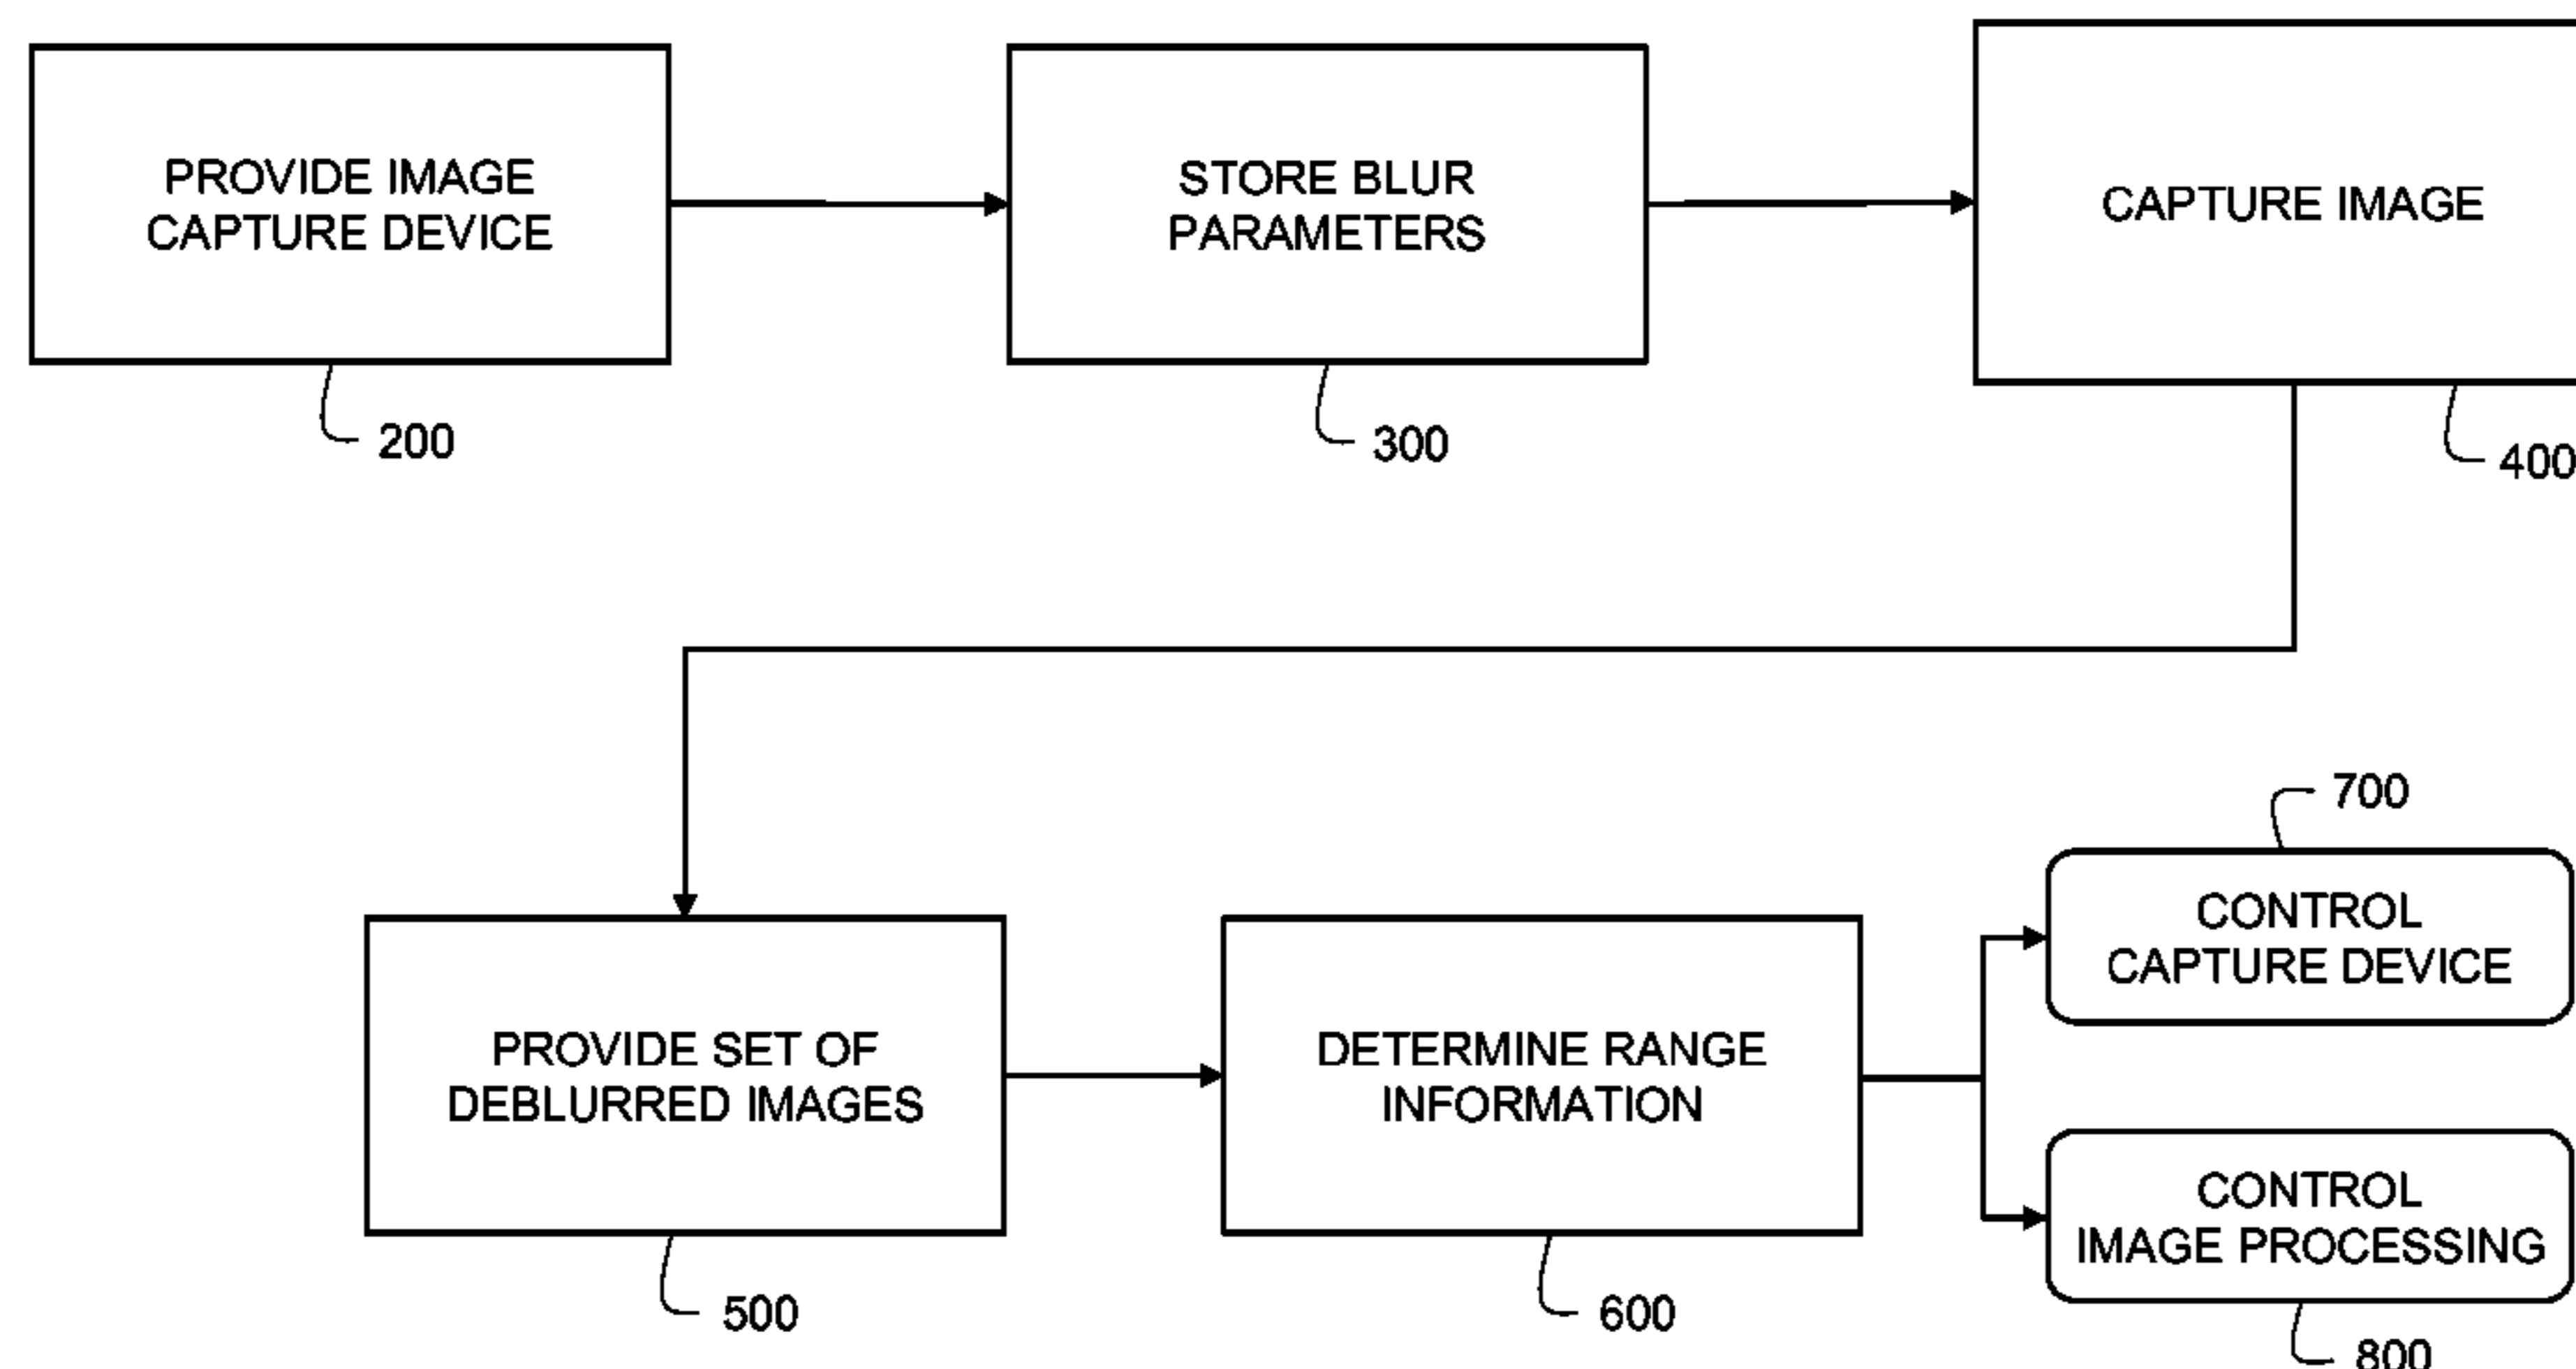 PROVIDE IMAGE
CAPTURE DEVICE
200
STORE BLUR
PARAMETERS
300
CAPTURE IMAGE
400
PROVIDE SET OF
DEBLURRED IMAGES
500
DETERMINE RANGE
INFORMATION
600
700
CONTROL
CAPTURE DEVICE
CONTROL
IMAGE PROCESSING
800